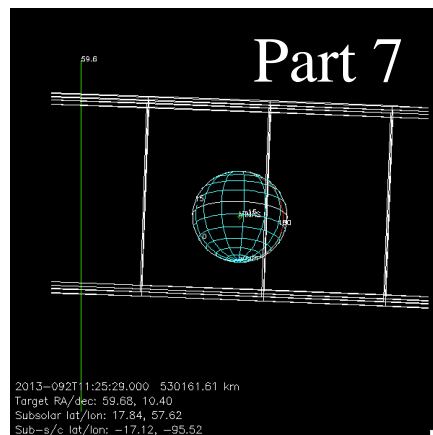 Part 7
59.6
2013-092T11:25:29.000 530161.61 km
Target RA/dec: 59.68, 10.40
Subsolar lat/lon: 17.84, 57.62
Sub-s/c lat/lon: -17.12, -95.52